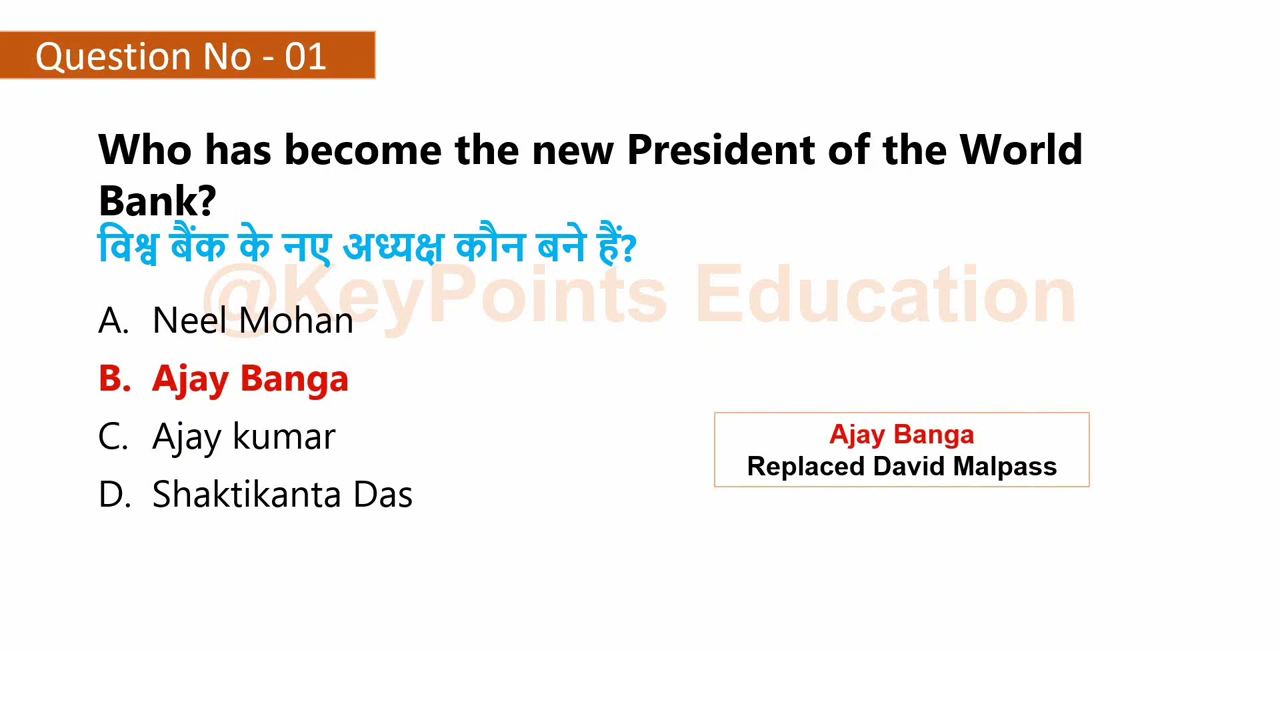 Question No - 01
Who has become the new President of the World
Bank?
विश्व बैंक के नए अध्यक्ष कौन बने हैं?
@KeyPoints Education
A. Neel Mohan
B. Ajay Banga
C. Ajay kumar
D. Shaktikanta Das
Ajay Banga
Replaced David Malpass